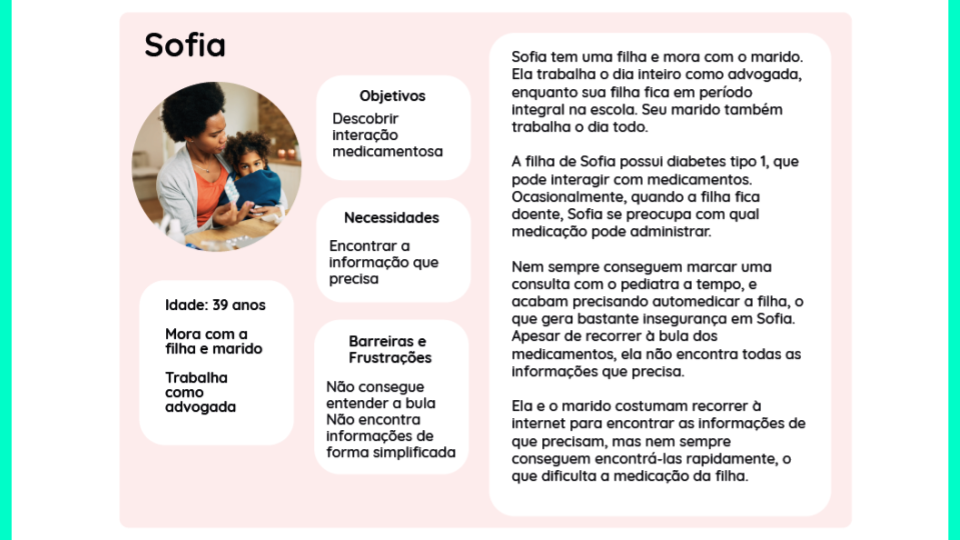 Sofia
Objetivos
Descobrir
interação
medicamentosa
Necessidades
Encontrar a
informação que
precisa
Idade: 39 anos
Mora com a
filha e marido
Trabalha
como
advogada
Barreiras e
Frustrações
Não consegue
entender a bula
Não encontra
informações de
forma simplificada
Sofia tem uma filha e mora com o marido.
Ela trabalha o dia inteiro como advogada,
enquanto sua filha fica em período
integral na escola. Seu marido também
trabalha o dia todo.
A filha de Sofia possui diabetes tipo 1, que
pode interagir com medicamentos.
Ocasionalmente, quando a filha fica
doente, Sofia se preocupa com qual
medicação pode administrar.
Nem sempre conseguem marcar uma
consulta com o pediatra a tempo, e
acabam precisando automedicar a filha, o
que gera bastante insegurança em Sofia.
Apesar de recorrer à bula dos
medicamentos, ela não encontra todas as
informações que precisa.
Ela e o marido costumam recorrer à
internet para encontrar as informações de
que precisam, mas nem sempre
conseguem encontrá-las rapidamente, o
que dificulta a medicação da filha.